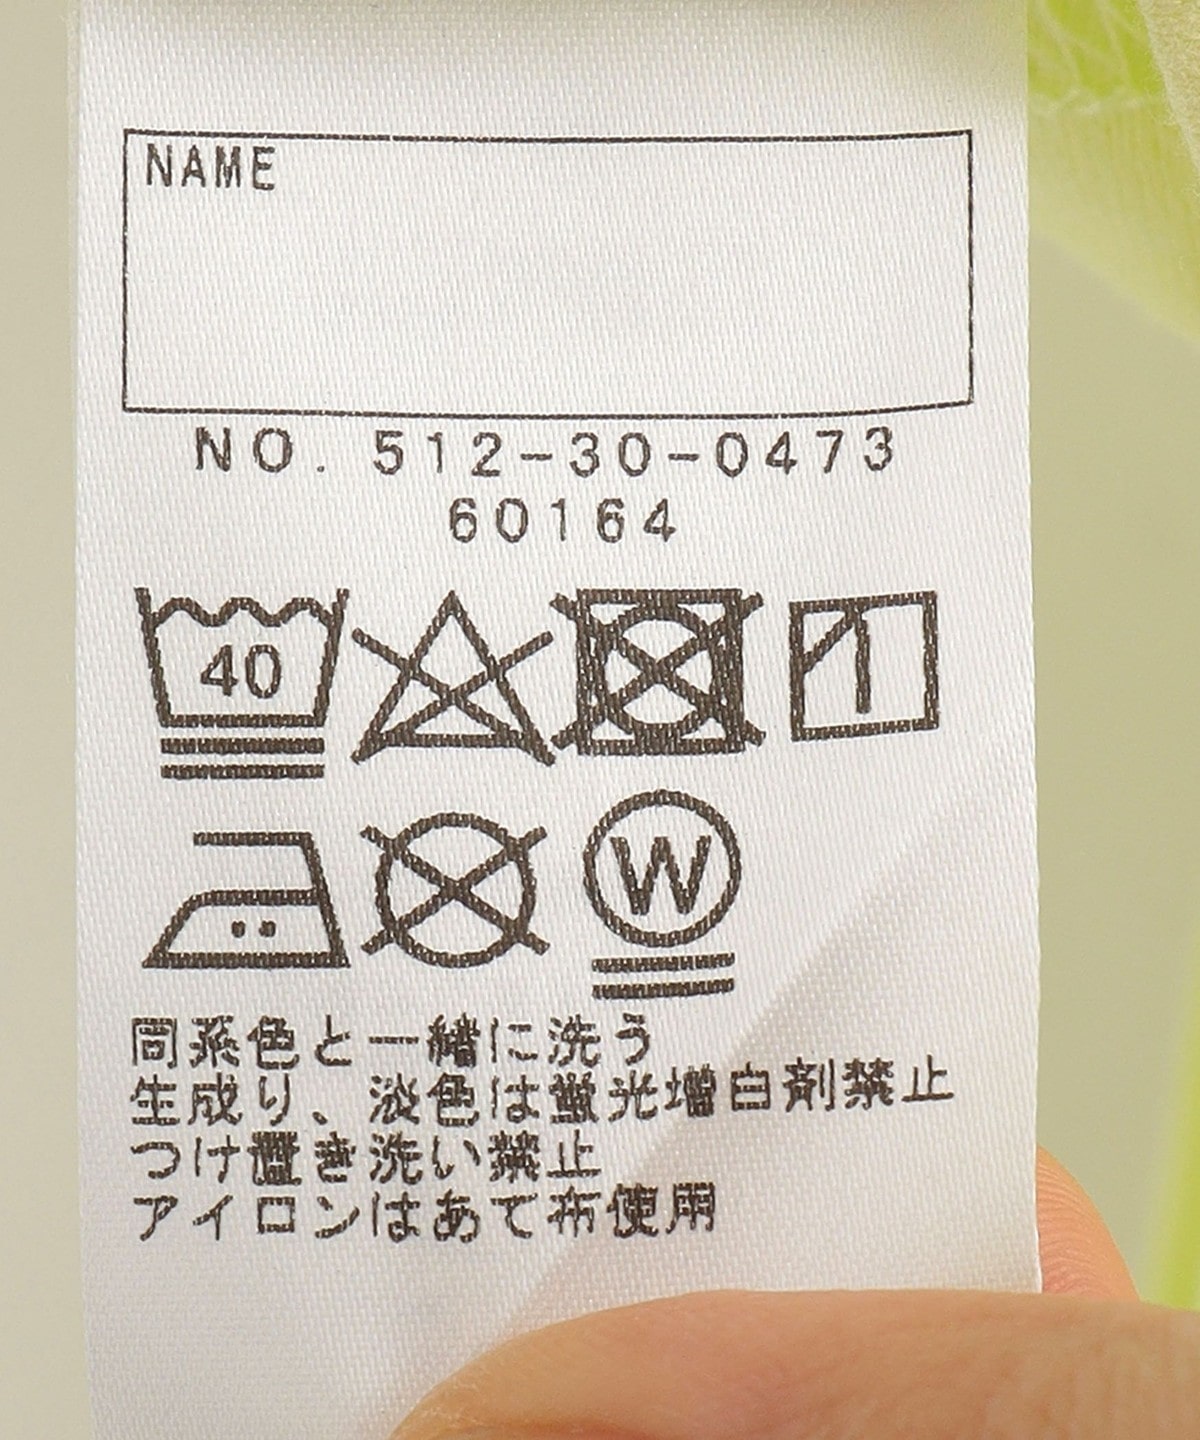 NAME
NO. 512-30-0473
60164
40
W
同系色と一緒に洗う
生成り、淡色は蛍光増白剤禁止
つけ置き洗い禁止
アイロンはあて布使用